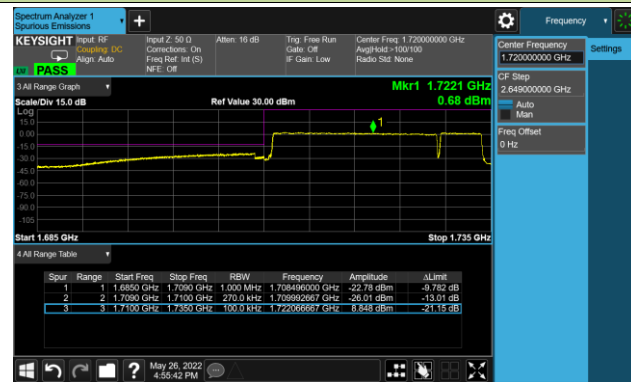 Spectrum Analyzer 1
Spurious Emissions
Frequency
KEYSIGHT Input: RF
Coupling: DC
Align: Auto
Input Z: 50 Ω
Corrections: On
Freq Ref: Int (S)
NFE: Off
Atten: 16 dB
Trig: Free Run
Gate: Off
IF Gain: Low
Center Freq: 1.720000000 GHz
Avg|Hold:>100/100
Radio Std: None
PASS
Center Frequency
1.720000000 GHz
Settings
CF Step
2.649000000 GHz
Auto
Man
Freq Offset
0 Hz
3 All Range Graph
Mkr1 1.7221 GHz
Scale/Div 15.0 dB
Ref Value 30.00 dBm
0.68 dBm
Log
15.0
0.00
-15.0
-30.0
-45.0
-60.0
-75.0
-90.0
-105
1
Start 1.685 GHz
Stop 1.735 GHz
4 All Range Table
Spur Range Start Freq Stop Freq RBW Frequency Amplitude ΔLimit
1 1 1.6850 GHz 1.7090 GHz 1.000 MHz 1.708496000 GHz -22.78 dBm -9.782 dB
2 2 1.7090 GHz 1.7100 GHz 270.0 kHz 1.709992667 GHz -26.01 dBm -13.01 dB
3 3 1.7100 GHz 1.7350 GHz 100.0 kHz 1.722066667 GHz 8.848 dBm -21.15 dB
?
May 26, 2022
4:55:42 PM